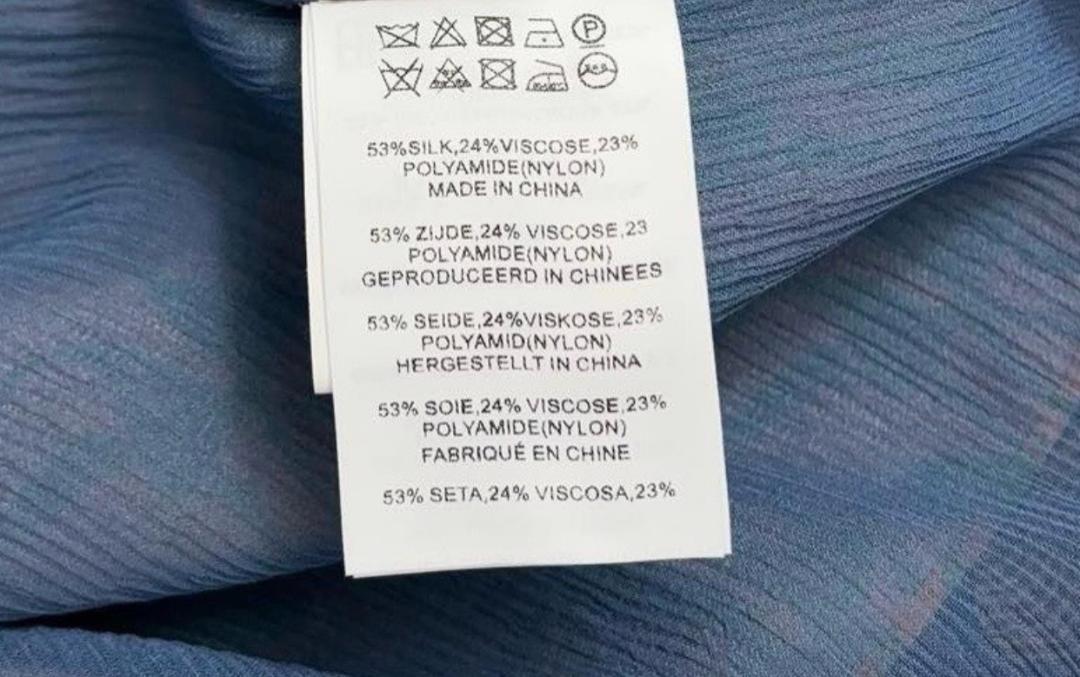 P
53%SILK,24%VISCOSE,23%
POLYAMIDE(NYLON)
MADE IN CHINA
53% ZIJDE,24% VISCOSE,23
POLYAMIDE(NYLON)
GEPRODUCEERD IN CHINEES
53% SEIDE,24%VISKOSE,23%
POLYAMID(NYLON)
HERGESTELLT IN CHINA
53% SOIE,24% VISCOSE,23%
POLYAMIDE(NYLON)
FABRIQUÉ EN CHINE
53% SETA,24% VISCOSA,23%